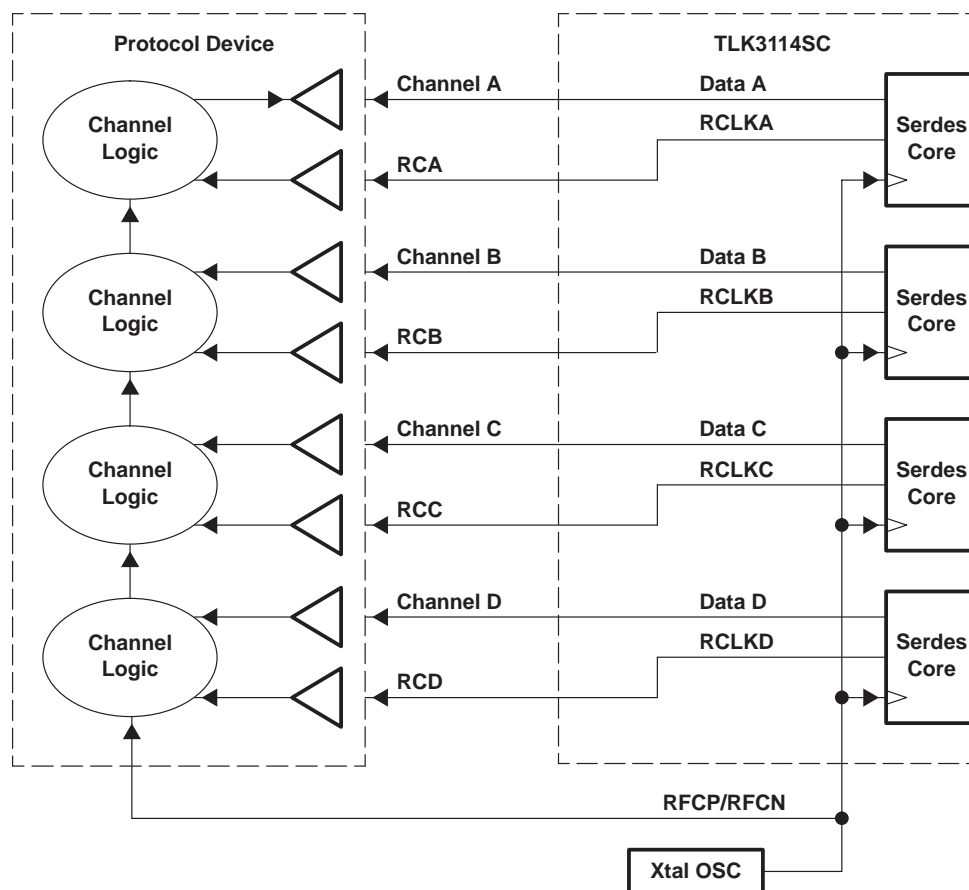 Protocol Device
TLK3114SC
Channel A
Data A
Channel
Logic
RCLKA
Serdes
Core
RCA
Channel B
Data B
Channel
Logic
RCLKB
Serdes
Core
RCB
Channel C
Data C
Channel
Logic
RCLKC
Serdes
Core
RCC
Channel D
Data D
Channel
Logic
RCLKD
Serdes
Core
RCD
RFCP/RFCN
Xtal OSC